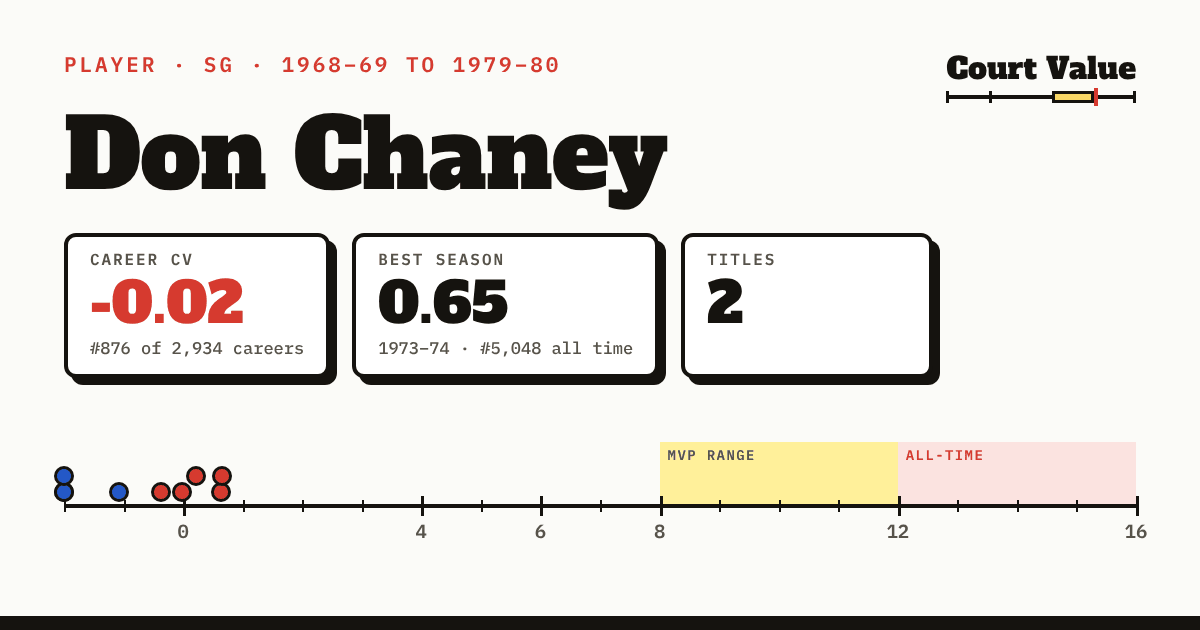 PLAYER · SG · 1968–69 TO 1979–80
Court Value
Don Chaney
CAREER CV
-0.02
#876 of 2,934 careers
BEST SEASON
0.65
1973–74 · #5,048 all time
TITLES
2
MVP RANGE
ALL-TIME
0 4 6 8 12 16